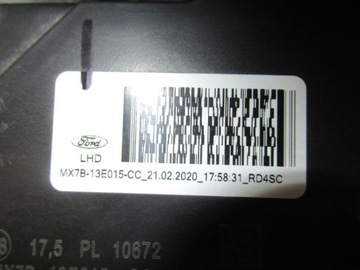 Ford
LHD
MX7B-13E015-CC_21.02.2020_17:58:31_RD4SC
17,5 PL 10672